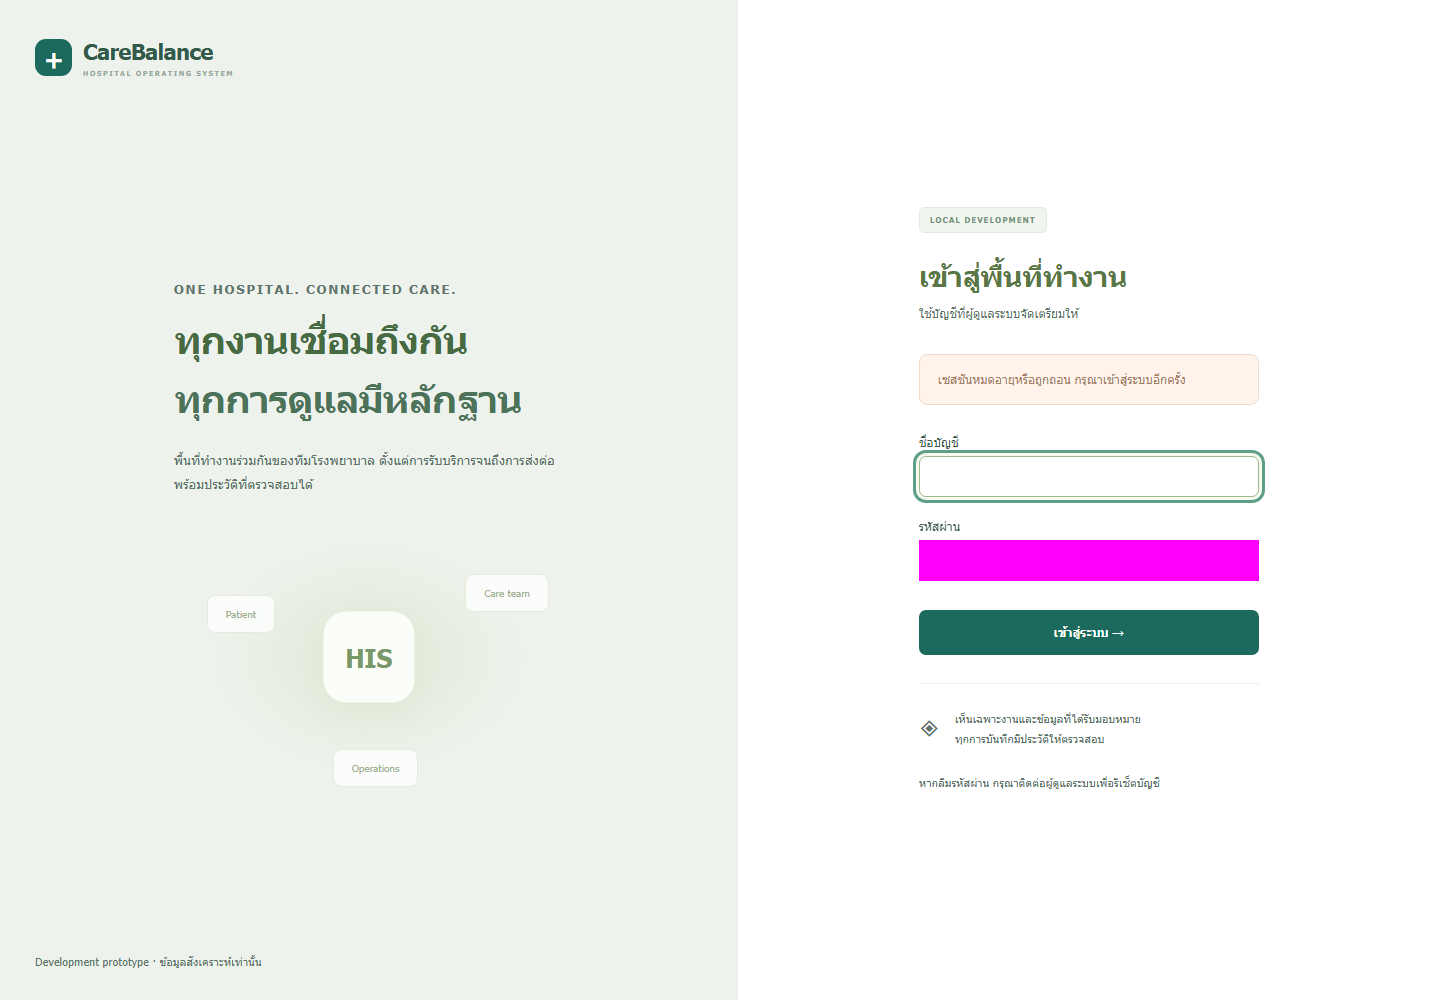 +
CareBalance
HOSPITAL OPERATING SYSTEM
ONE HOSPITAL. CONNECTED CARE.
ทุกงานเชื่อมถึงกัน
ทุกการดูแลมีหลักฐาน
พื้นที่ทำงานร่วมกันของทีมโรงพยาบาล ตั้งแต่การรับบริการจนถึงการส่งต่อ
พร้อมประวัติที่ตรวจสอบได้
Patient
Care team
HIS
Operations
Development prototype · ข้อมูลสังเคราะห์เท่านั้น
LOCAL DEVELOPMENT
เข้าสู่พื้นที่ทำงาน
ใช้บัญชีที่ผู้ดูแลระบบจัดเตรียมให้
เซสชันหมดอายุหรือถูกถอน กรุณาเข้าสู่ระบบอีกครั้ง
ชื่อบัญชี
รหัสผ่าน
เข้าสู่ระบบ →
เห็นเฉพาะงานและข้อมูลที่ได้รับมอบหมาย
ทุกการบันทึกมีประวัติให้ตรวจสอบ
หากลืมรหัสผ่าน กรุณาติดต่อผู้ดูแลระบบเพื่อรีเซ็ตบัญชี